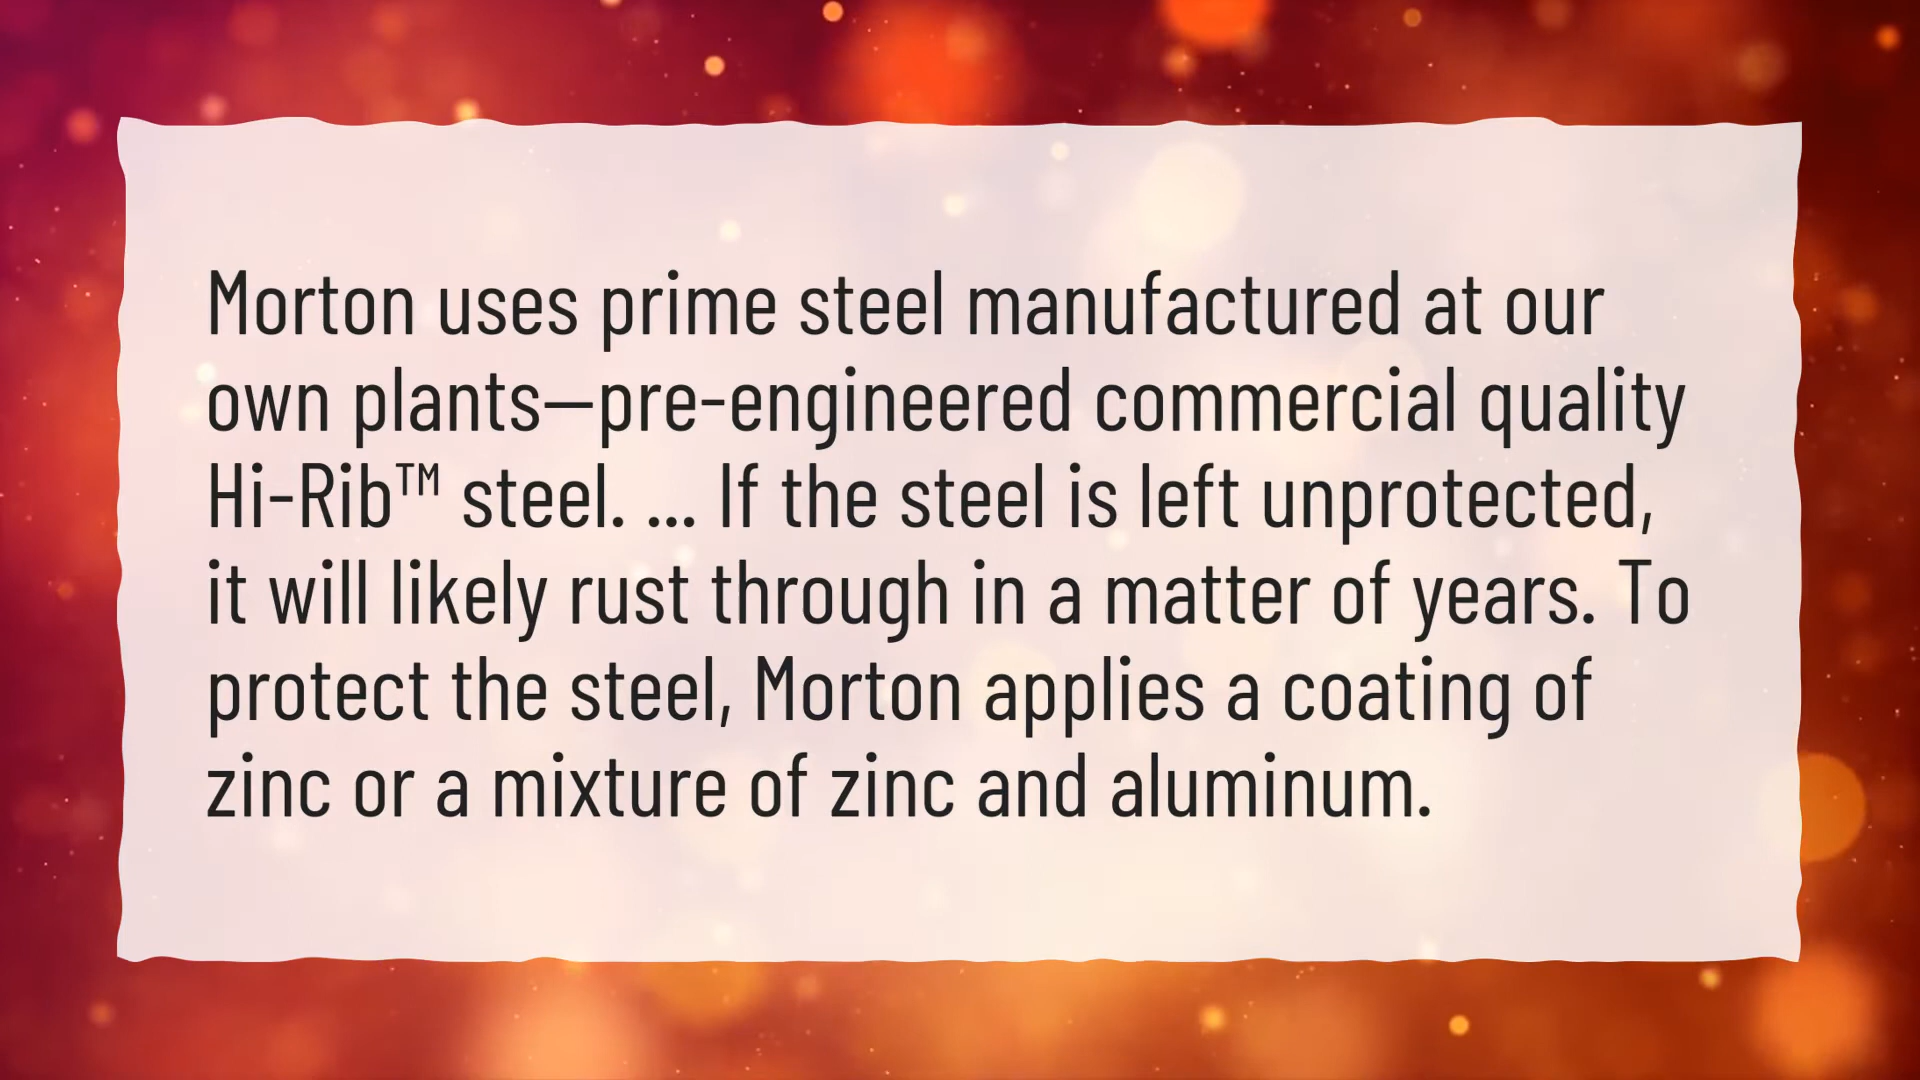 Morton uses prime steel manufactured at our
own plants—pre-engineered commercial quality
Hi-Rib™ steel. ... If the steel is left unprotected,
it will likely rust through in a matter of years. To
protect the steel, Morton applies a coating of
zinc or a mixture of zinc and aluminum.